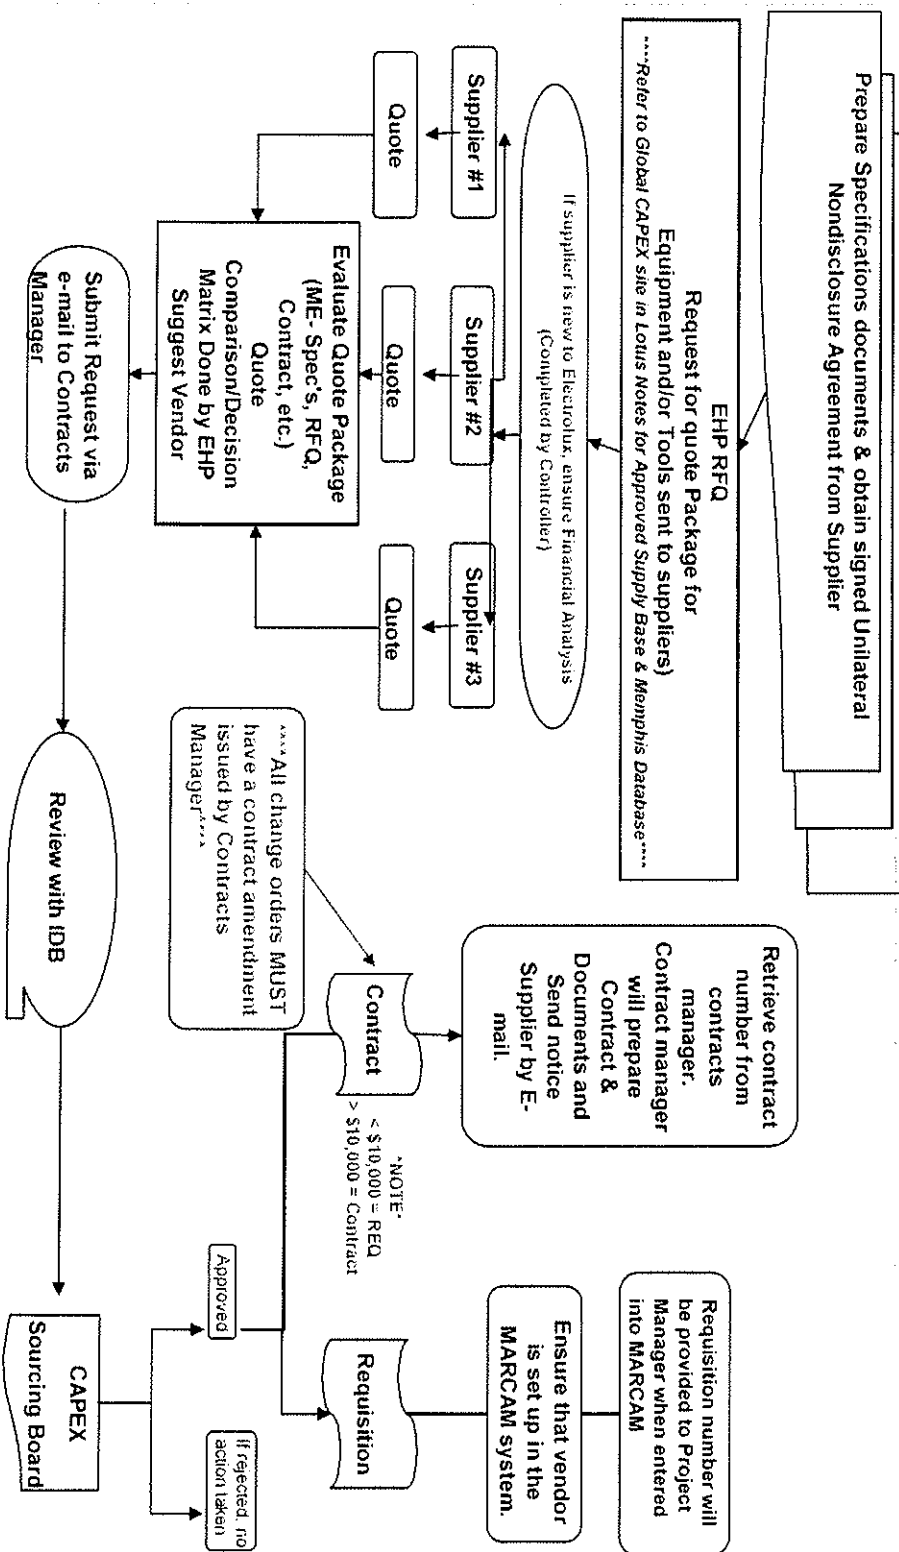 Prepare Specifications documents & obtain signed Unilateral
Nondisclosure Agreement from Supplier
EHP RFQ
Request for quote Package for
Equipment and/or Tools sent to suppliers)
****Refer to Global CAPEX site in Lotus Notes for Approved Supply Base & Memphis Database****
If supplier is new to Electrolux, ensure Financial Analysis
(Completed by Controller)
Supplier #1
Supplier #2
Supplier #3
Quote
Quote
Quote
Evaluate Quote Package
(ME- Spec's, RFQ,
Contract, etc.)
Quote
Comparison/Decision
Matrix Done by EHP
Suggest Vendor
Submit Request via
e-mail to Contracts
Manager
Review with IDB
CAPEX
Sourcing Board
Approved
If rejected, no
action taken
Contract
****All change orders MUST
have a contract amendment
issued by Contracts
Manager****
*NOTE*
< $10,000 = REQ
> $10,000 = Contract
Retrieve contract
number from
contracts
manager.
Contract manager
will prepare
Contract &
Documents and
Send notice
Supplier by E-
mail.
Requisition
Ensure that vendor
is set up in the
MARCAM system.
Requisition number will
be provided to Project
Manager when entered
into MARCAM